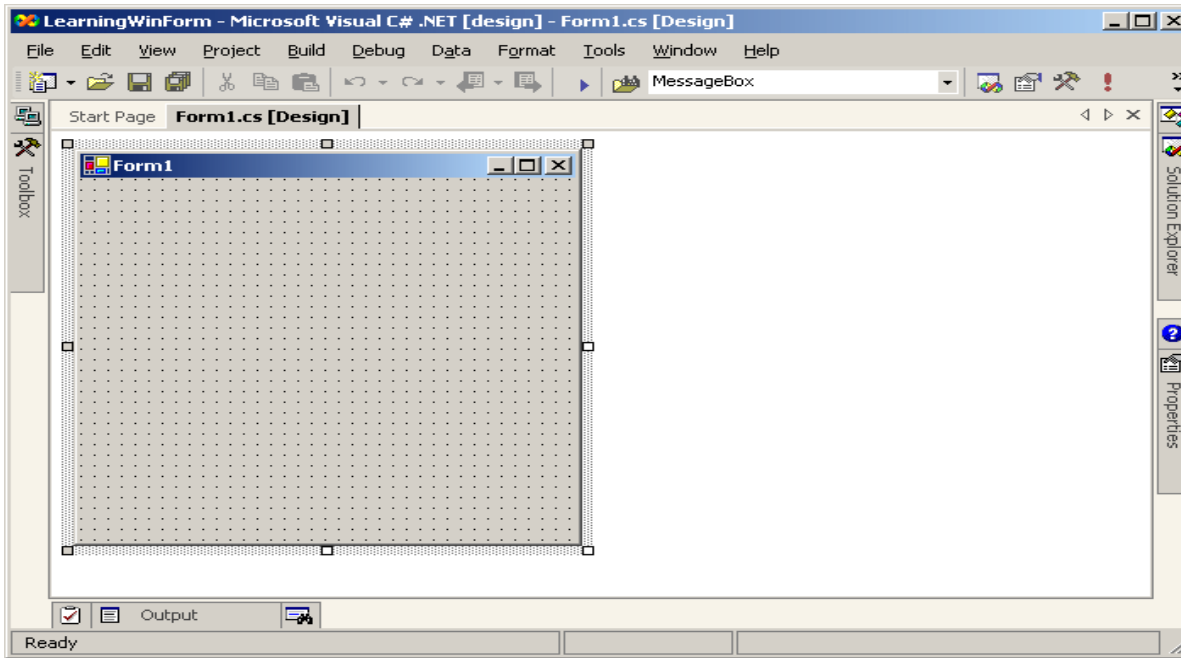 LearningWinForm - Microsoft Visual C# .NET [design] - Form1.cs [Design]
File Edit View Project Build Debug Data Format Tools Window Help
MessageBox
Start Page Form1.cs [Design]
Toolbox
Form1
Solution Explorer
Properties
Output
Ready